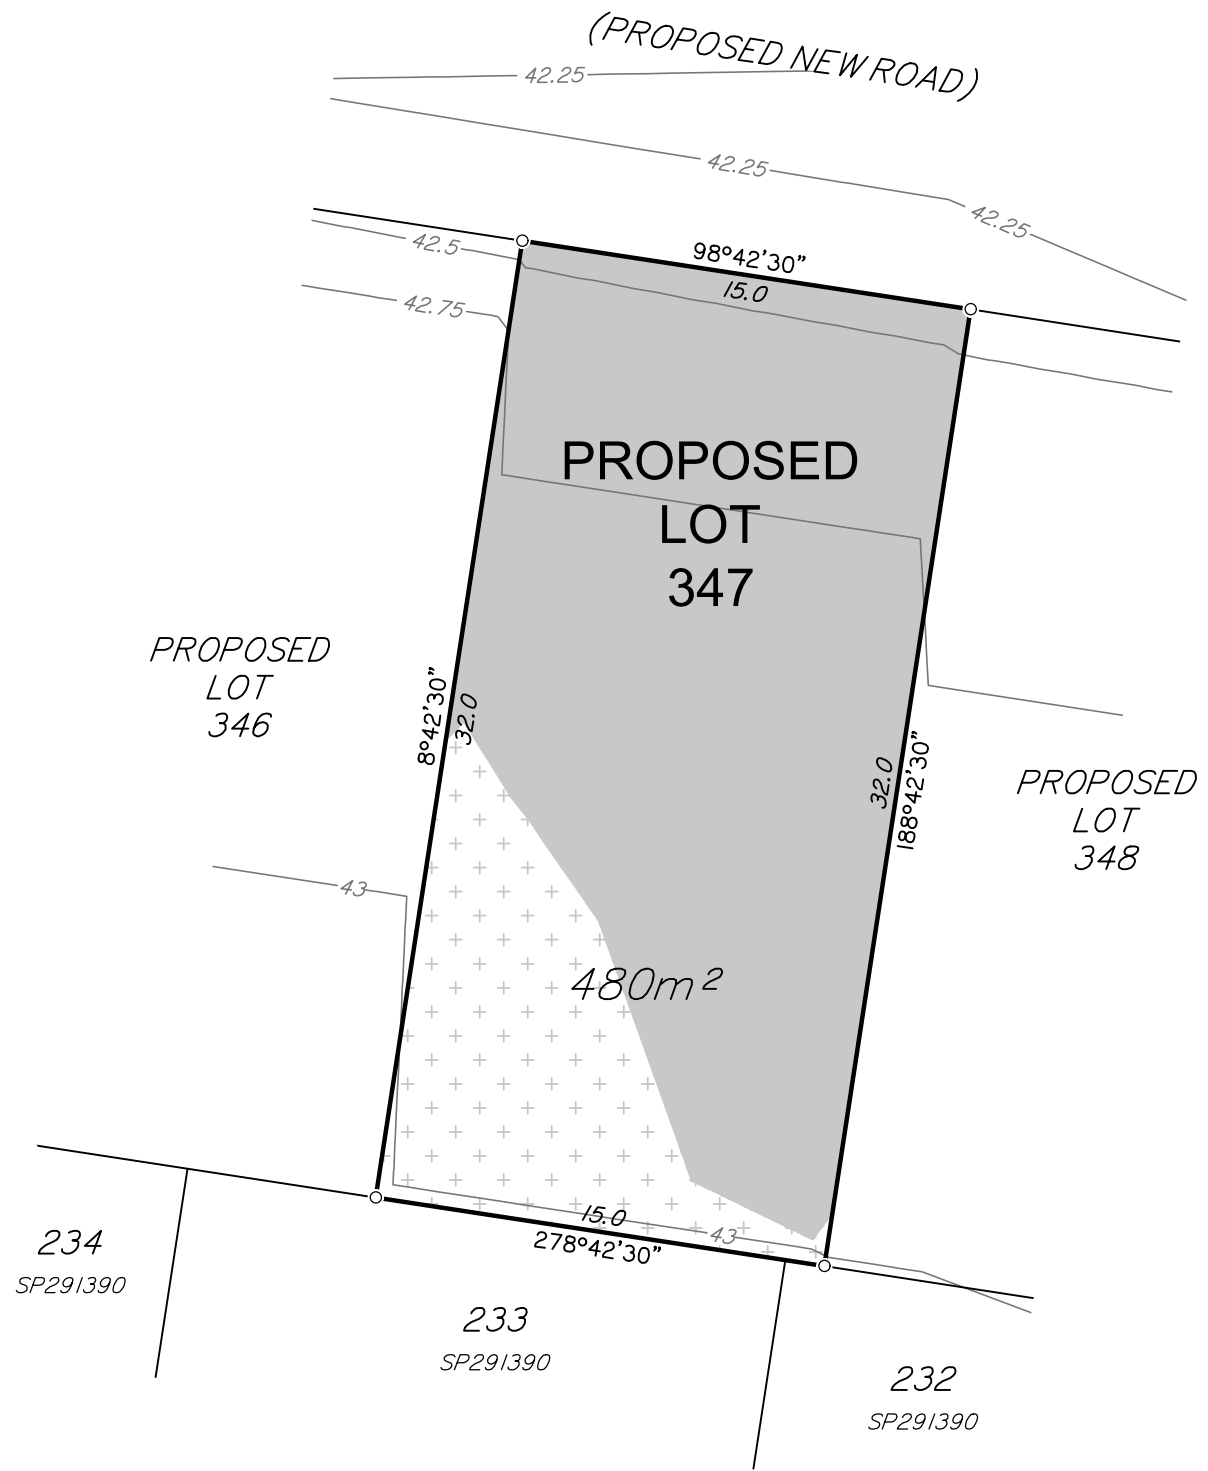 (PROPOSED NEW ROAD)
42.25
42.25
42.25
42.5
98°42'30"
15.0
42.75
PROPOSED
LOT
347
PROPOSED
LOT
346
8°42'30"
32.0
32.0
188°42'30"
PROPOSED
LOT
348
43
480m²
15.0
43
278°42'30"
234
SP291390
233
SP291390
232
SP291390